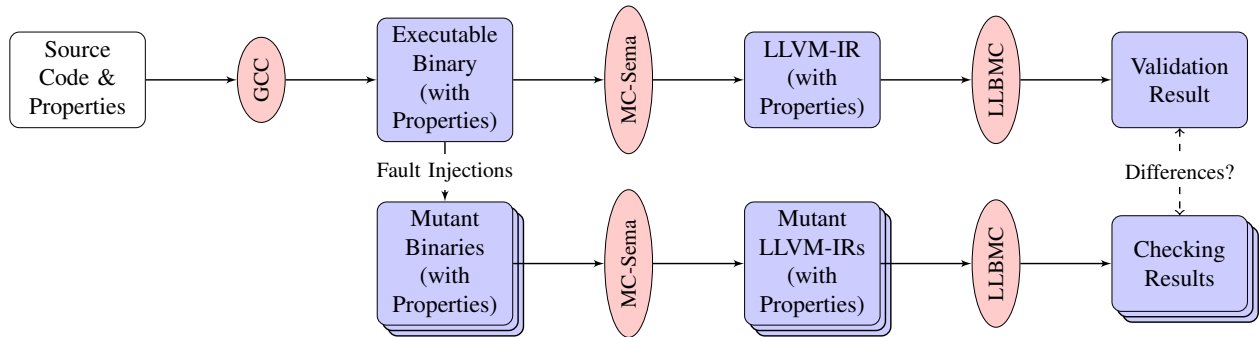 Source
Code &
Properties
GCC
Executable
Binary
(with
Properties)
MC-Sema
LLVM-IR
(with
Properties)
LLBMC
Validation
Result
Fault Injections
Differences?
Mutant
Binaries
(with
Properties)
MC-Sema
Mutant
LLVM-IRs
(with
Properties)
LLBMC
Checking
Results